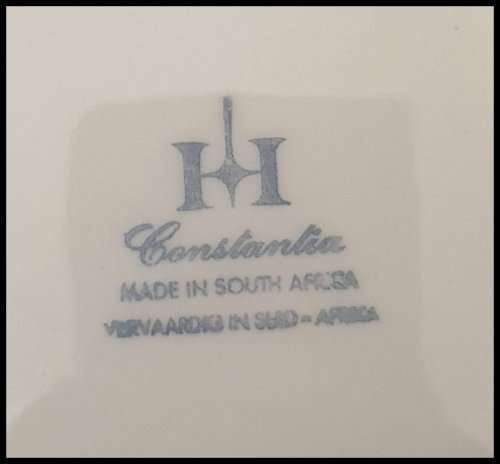 H
Constantia
MADE IN SOUTH AFRICA
VERVAARDIG IN SUID-AFRIKA